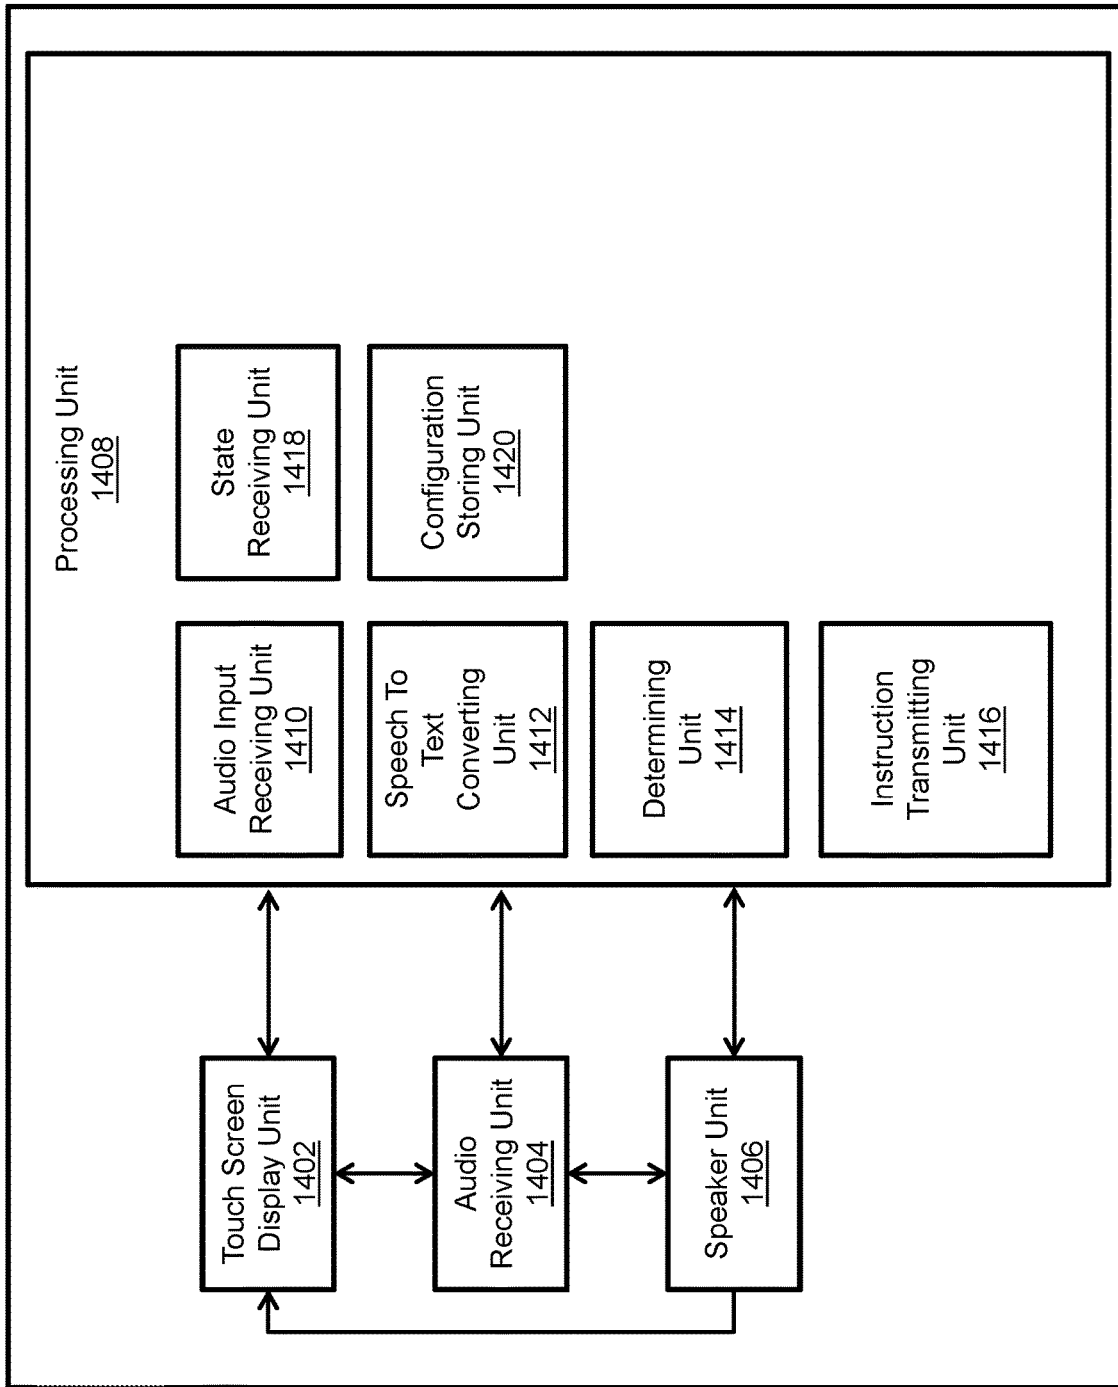 Processing Unit
1408
Audio Input
Receiving Unit
1410
State
Receiving Unit
1418
Speech To
Text
Converting
Unit
1412
Configuration
Storing Unit
1420
Determining
Unit
1414
Instruction
Transmitting
Unit
1416
Touch Screen
Display Unit
1402
Audio
Receiving Unit
1404
Speaker Unit
1406